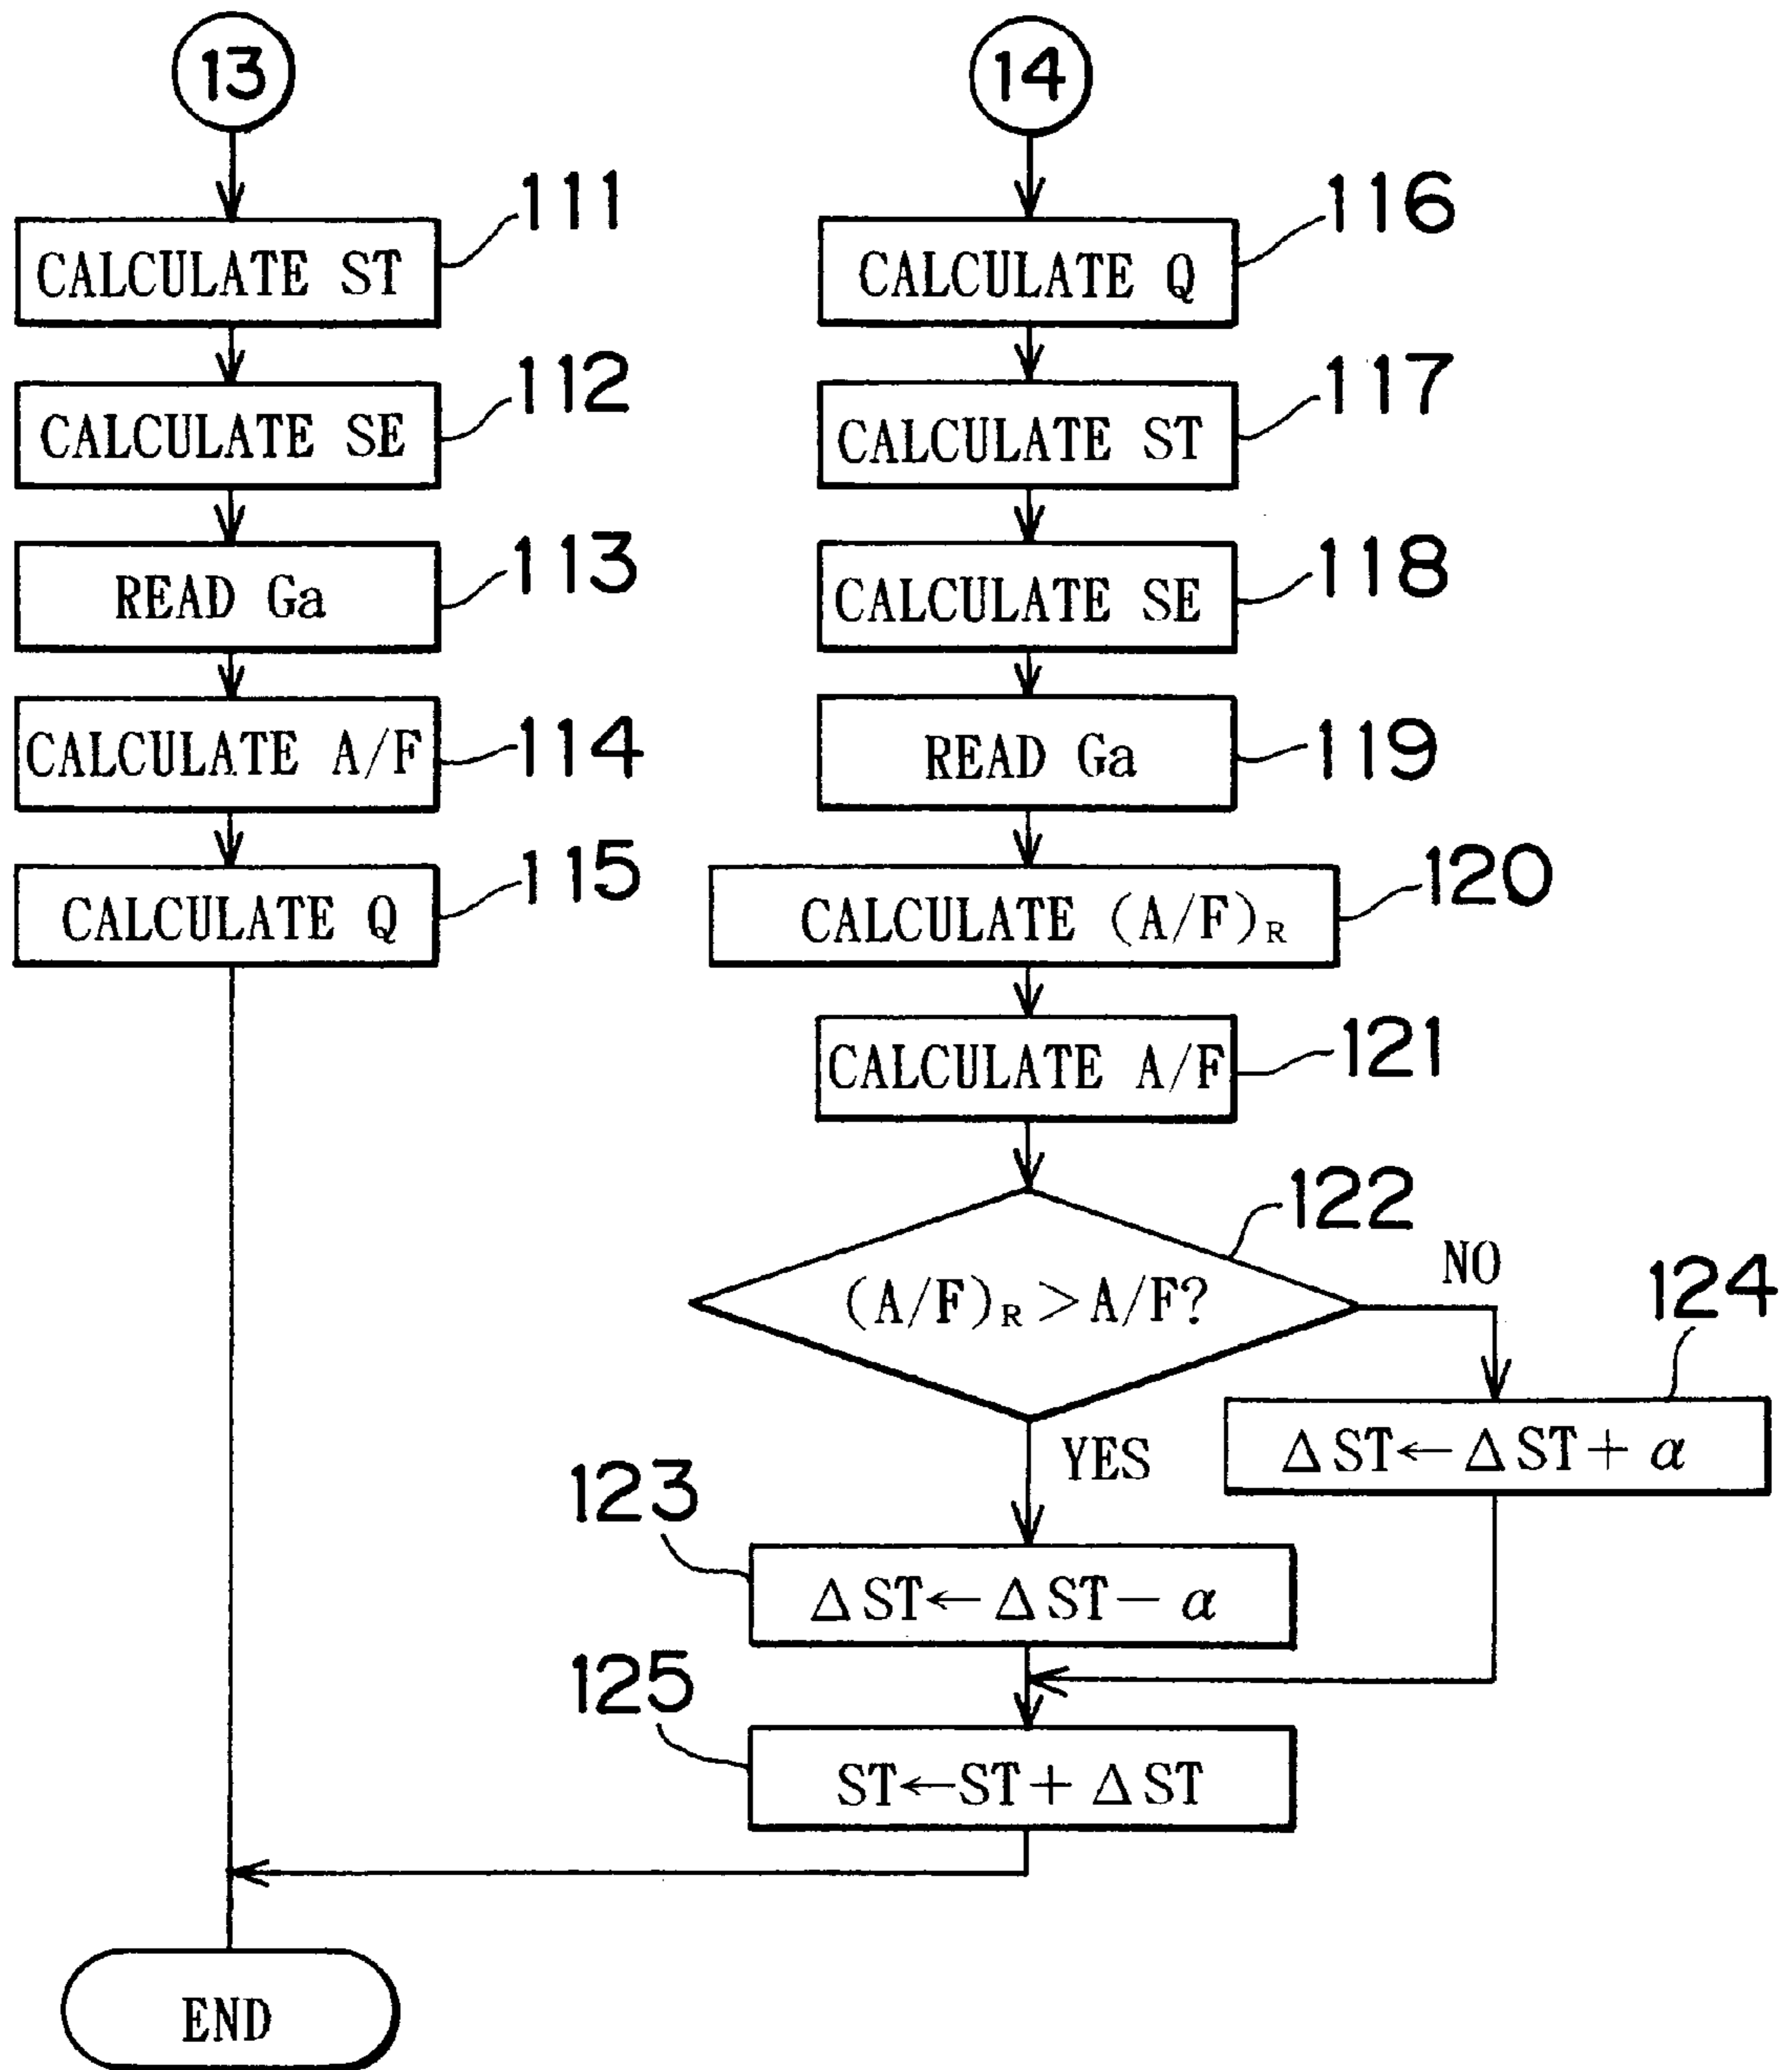 13
CALCULATE ST
111
CALCULATE SE
112
READ Ga
113
CALCULATE A/F
114
CALCULATE Q
115
14
CALCULATE Q
116
CALCULATE ST
117
CALCULATE SE
118
READ Ga
119
CALCULATE (A/F)R
120
CALCULATE A/F
121
(A/F)R > A/F?
122
NO
124
ΔST←ΔST+α
YES
123
ΔST←ΔST−α
125
ST←ST+ΔST
END